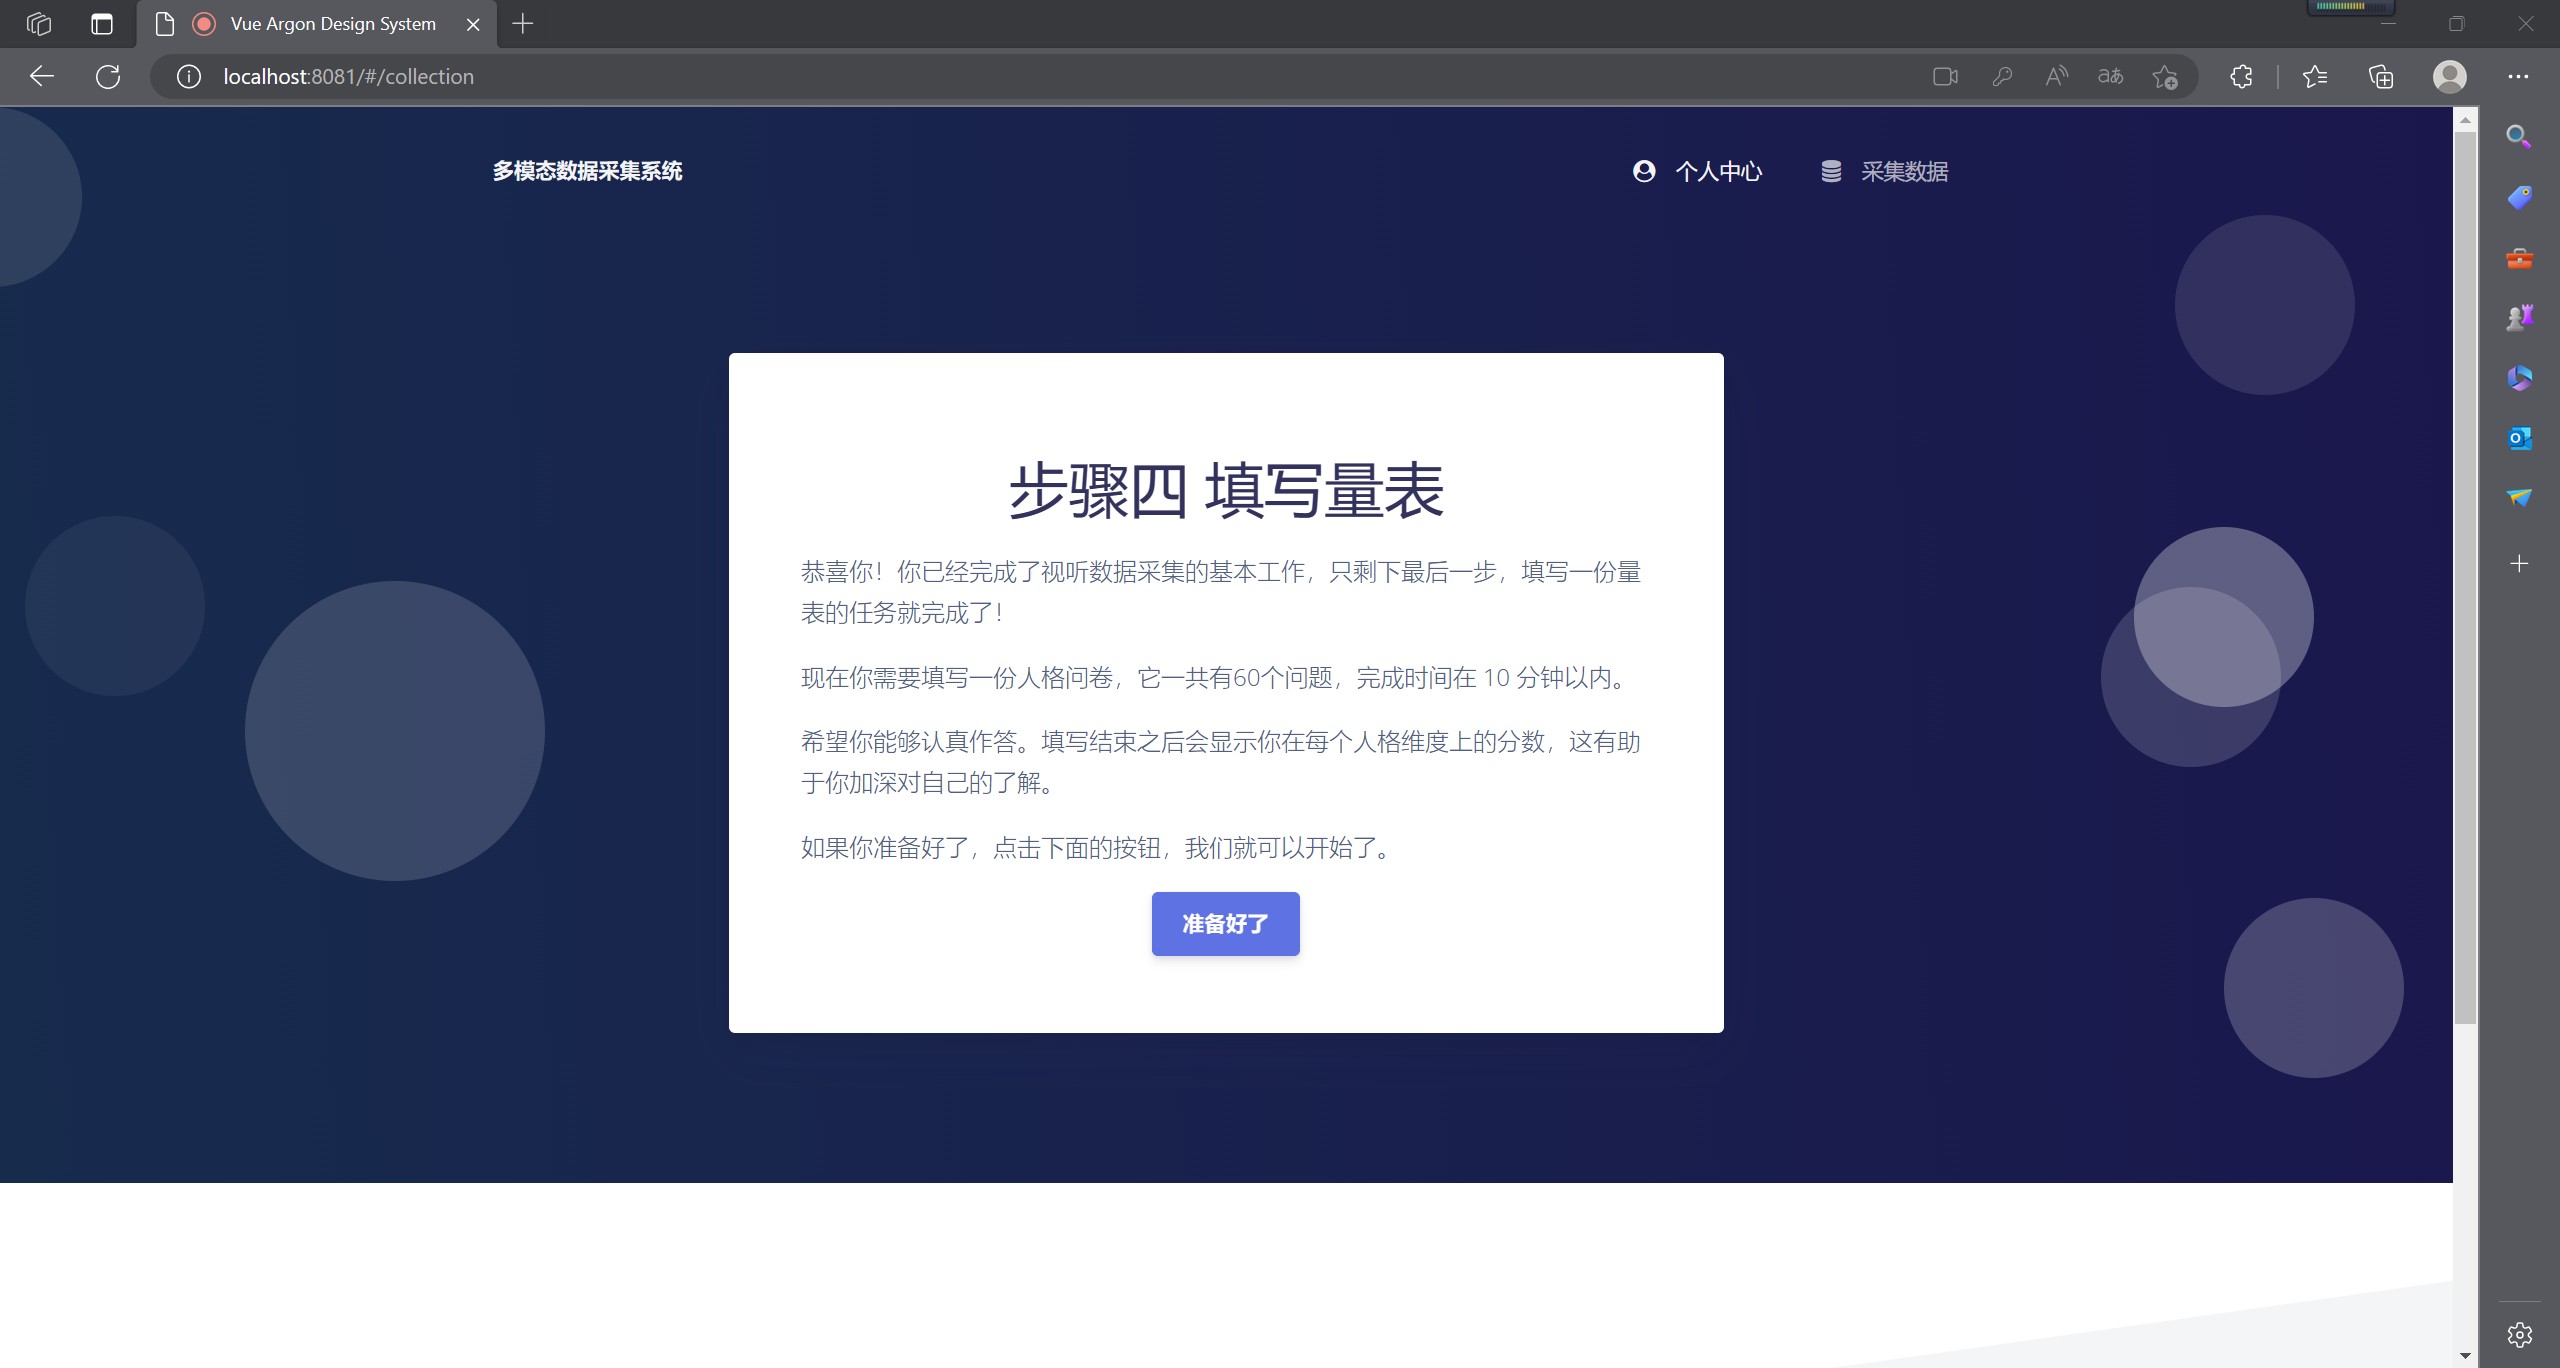 Vue Argon Design System
localhost:8081/#/collection
多模态数据采集系统
个人中心
采集数据
步骤四 填写量表
恭喜你！你已经完成了视听数据采集的基本工作，只剩下最后一步，填写一份量
表的任务就完成了！
现在你需要填写一份人格问卷，它一共有60个问题，完成时间在 10 分钟以内。
希望你能够认真作答。填写结束之后会显示你在每个人格维度上的分数，这有助
于你加深对自己的了解。
如果你准备好了，点击下面的按钮，我们就可以开始了。
准备好了